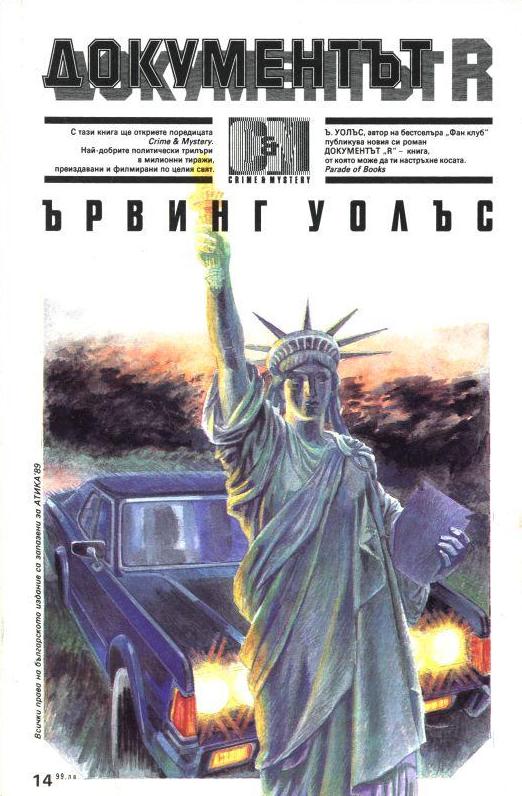 ДОКУМЕНТЪТ R
С тази книга ще откриете поредицата
Crime & Mystery.
Най-добрите политически трилъри
в милионни тиражи,
преиздавани и филмирани по целия свят.
C&M
CRIME & MYSTERY
Ъ. УОЛЪС, автор на бестселъра „Фан клуб"
публикува новия си роман
ДОКУМЕНТЪТ „R" – книга,
от която може да ти настръхне косата.
Parade of Books
ЪРВИНГ УОЛЪС
Всички права на българското издание са запазени за АТИКА'89
14 99. лв